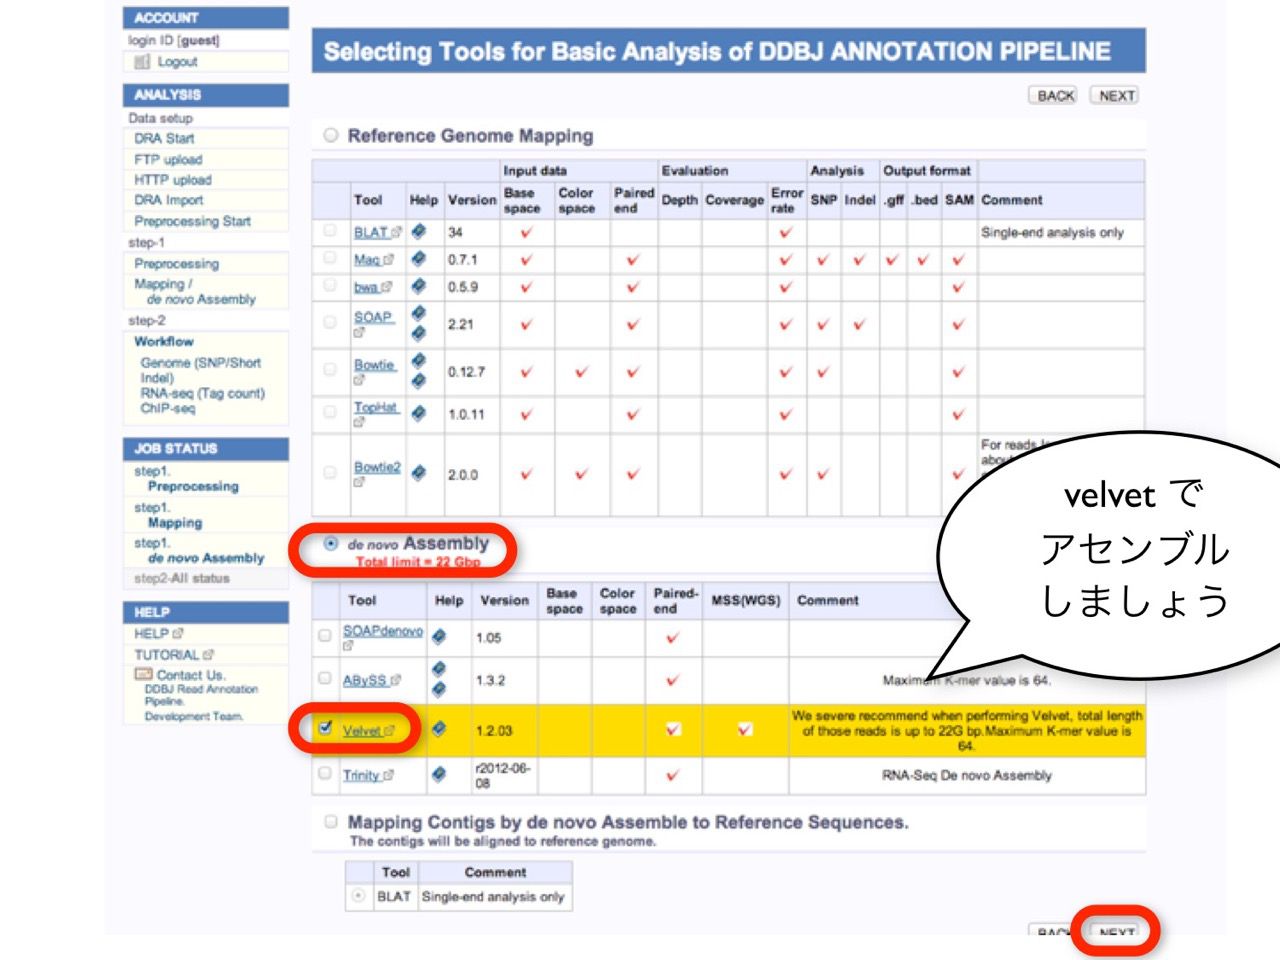 ACCOUNT
login ID [guest]
Logout
ANALYSIS
Data setup
DRA Start
FTP upload
HTTP upload
DRA Import
Preprocessing Start
step-1
Preprocessing
Mapping /
de novo Assembly
step-2
Workflow
Genome (SNP/Short
Indel)
RNA-seq (Tag count)
ChIP-seq
JOB STATUS
step1.
Preprocessing
step1.
Mapping
step1.
de novo Assembly
step2-All status
HELP
HELP
TUTORIAL
Contact Us.
DDBJ Read Annotation
Pipeline.
Development Team.
Selecting Tools for Basic Analysis of DDBJ ANNOTATION PIPELINE
BACK NEXT
Reference Genome Mapping
Input data Evaluation Analysis Output format
Tool Help Version Base space Color space Paired end Depth Coverage Error rate SNP Indel .gff .bed SAM Comment
BLAT 34 Single-end analysis only
Maq 0.7.1
bwa 0.5.9
SOAP 2.21
Bowtie 0.12.7
TopHat 1.0.11
Bowtie2 2.0.0 For reads
velvet で
アセンブル
しましょう
de novo Assembly
Total limit = 22 Gbp
Tool Help Version Base space Color space Paired-end MSS(WGS) Comment
SOAPdenovo 1.05
ABySS 1.3.2 Maximum K-mer value is 64.
Velvet 1.2.03 We severe recommend when performing Velvet, total length
of those reads is up to 22G bp.Maximum K-mer value is
64.
Trinity r2012-06-08 RNA-Seq De novo Assembly
Mapping Contigs by de novo Assemble to Reference Sequences.
The contigs will be aligned to reference genome.
Tool Comment
BLAT Single-end analysis only
BACK NEXT